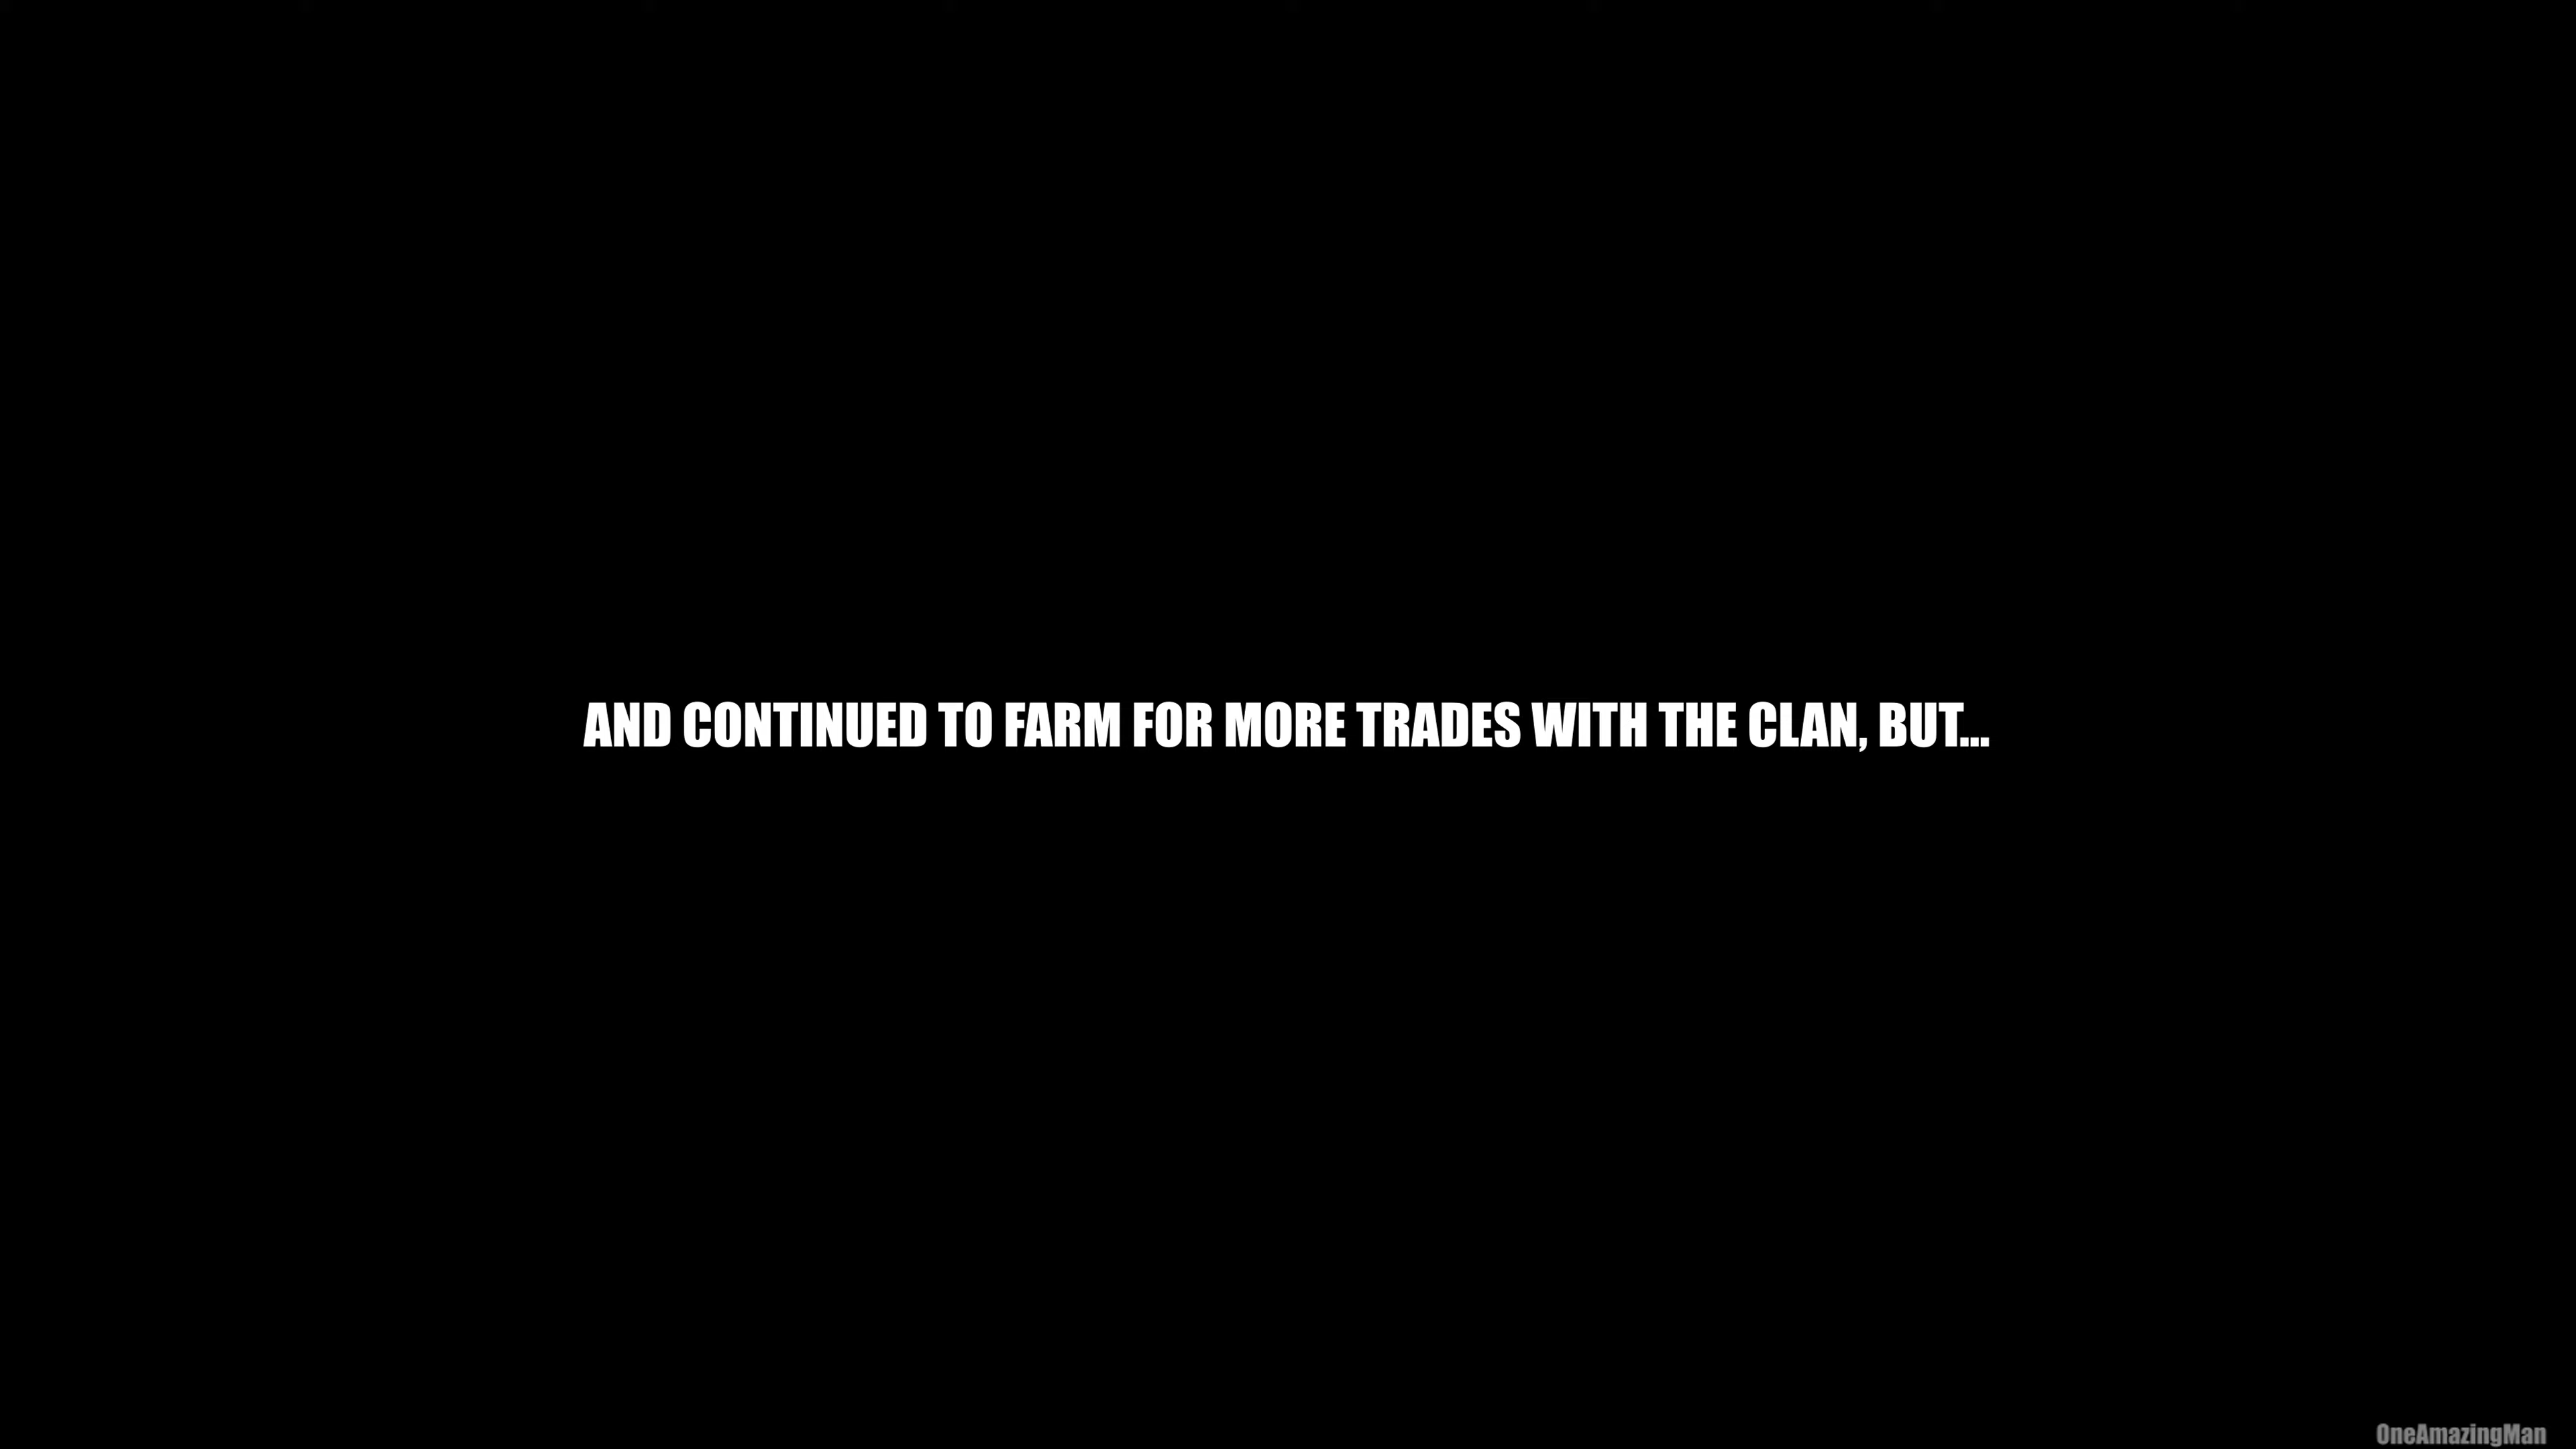 AND CONTINUED TO FARM FOR MORE TRADES WITH THE CLAN, BUT...
OneAmazingMan